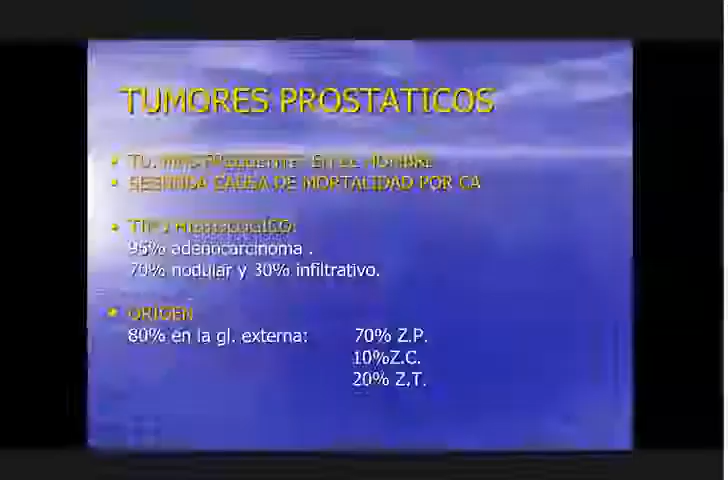 TUMORES PROSTATICOS
TU. MAS FRECUENTE EN EL HOMBRE
SEGUNDA CAUSA DE MORTALIDAD POR CA
TIPO HISTOLOGICO:
95% adenocarcinoma .
70% nodular y 30% infiltrativo.
ORIGEN
80% en la gl. externa: 70% Z.P.
10%Z.C.
20% Z.T.